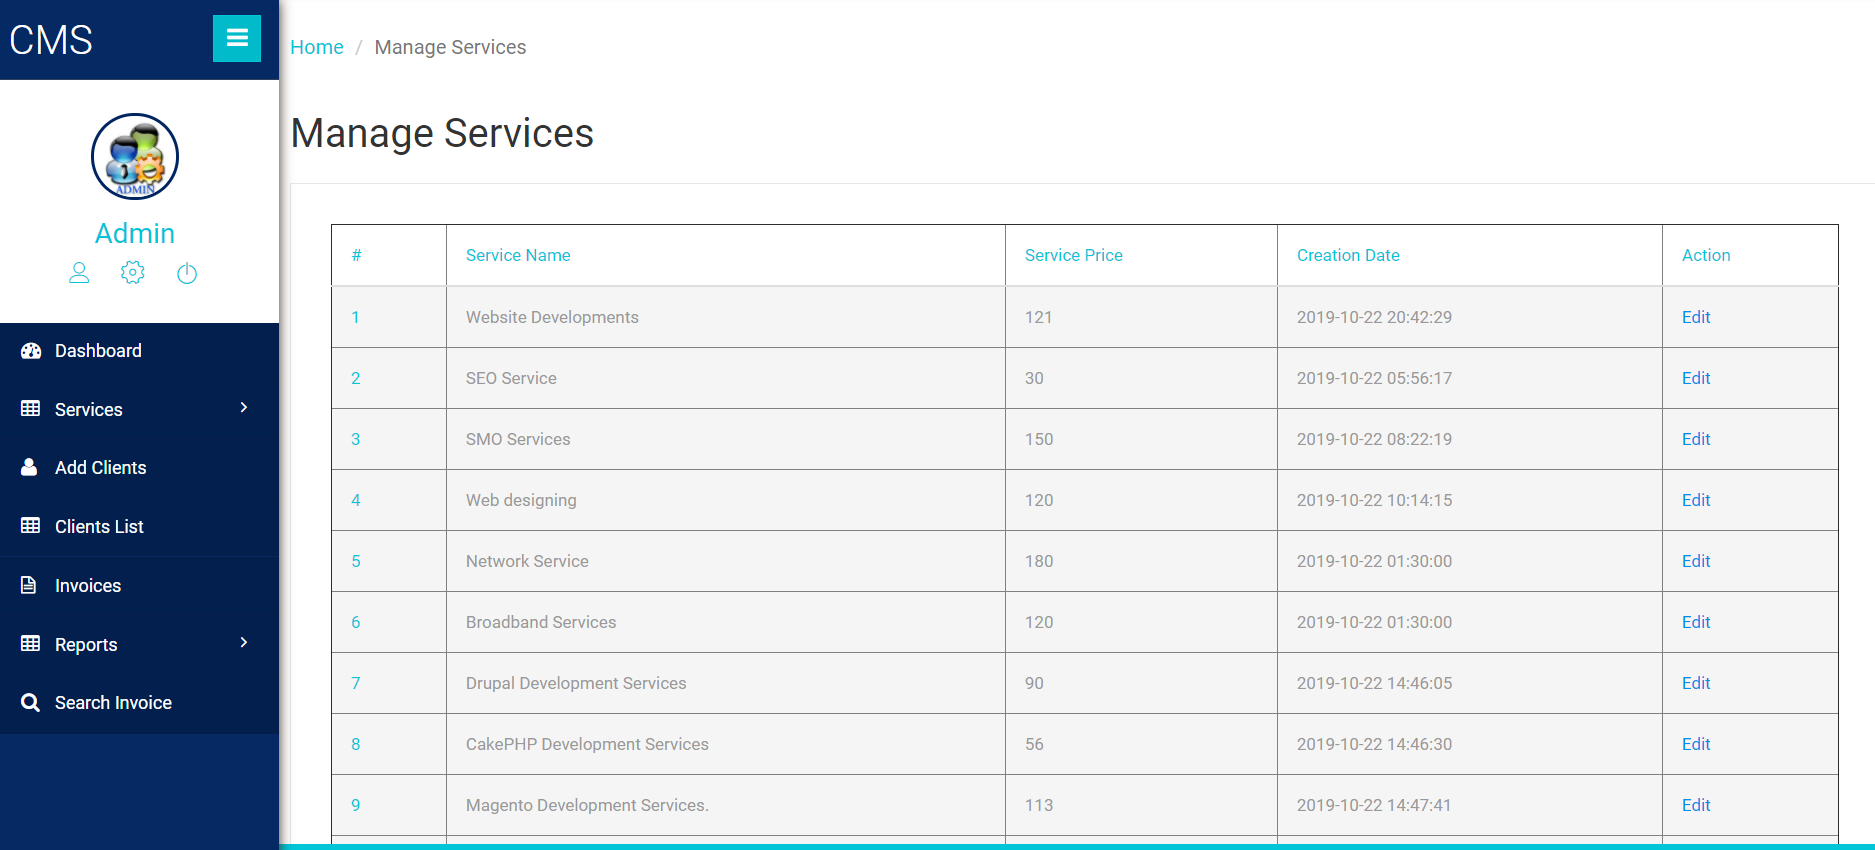 CMS
Home / Manage Services
ADMIN
Admin
Dashboard
Services
Add Clients
Clients List
Invoices
Reports
Search Invoice
Manage Services
# Service Name Service Price Creation Date Action
1 Website Developments 121 2019-10-22 20:42:29 Edit
2 SEO Service 30 2019-10-22 05:56:17 Edit
3 SMO Services 150 2019-10-22 08:22:19 Edit
4 Web designing 120 2019-10-22 10:14:15 Edit
5 Network Service 180 2019-10-22 01:30:00 Edit
6 Broadband Services 120 2019-10-22 01:30:00 Edit
7 Drupal Development Services 90 2019-10-22 14:46:05 Edit
8 CakePHP Development Services 56 2019-10-22 14:46:30 Edit
9 Magento Development Services. 113 2019-10-22 14:47:41 Edit